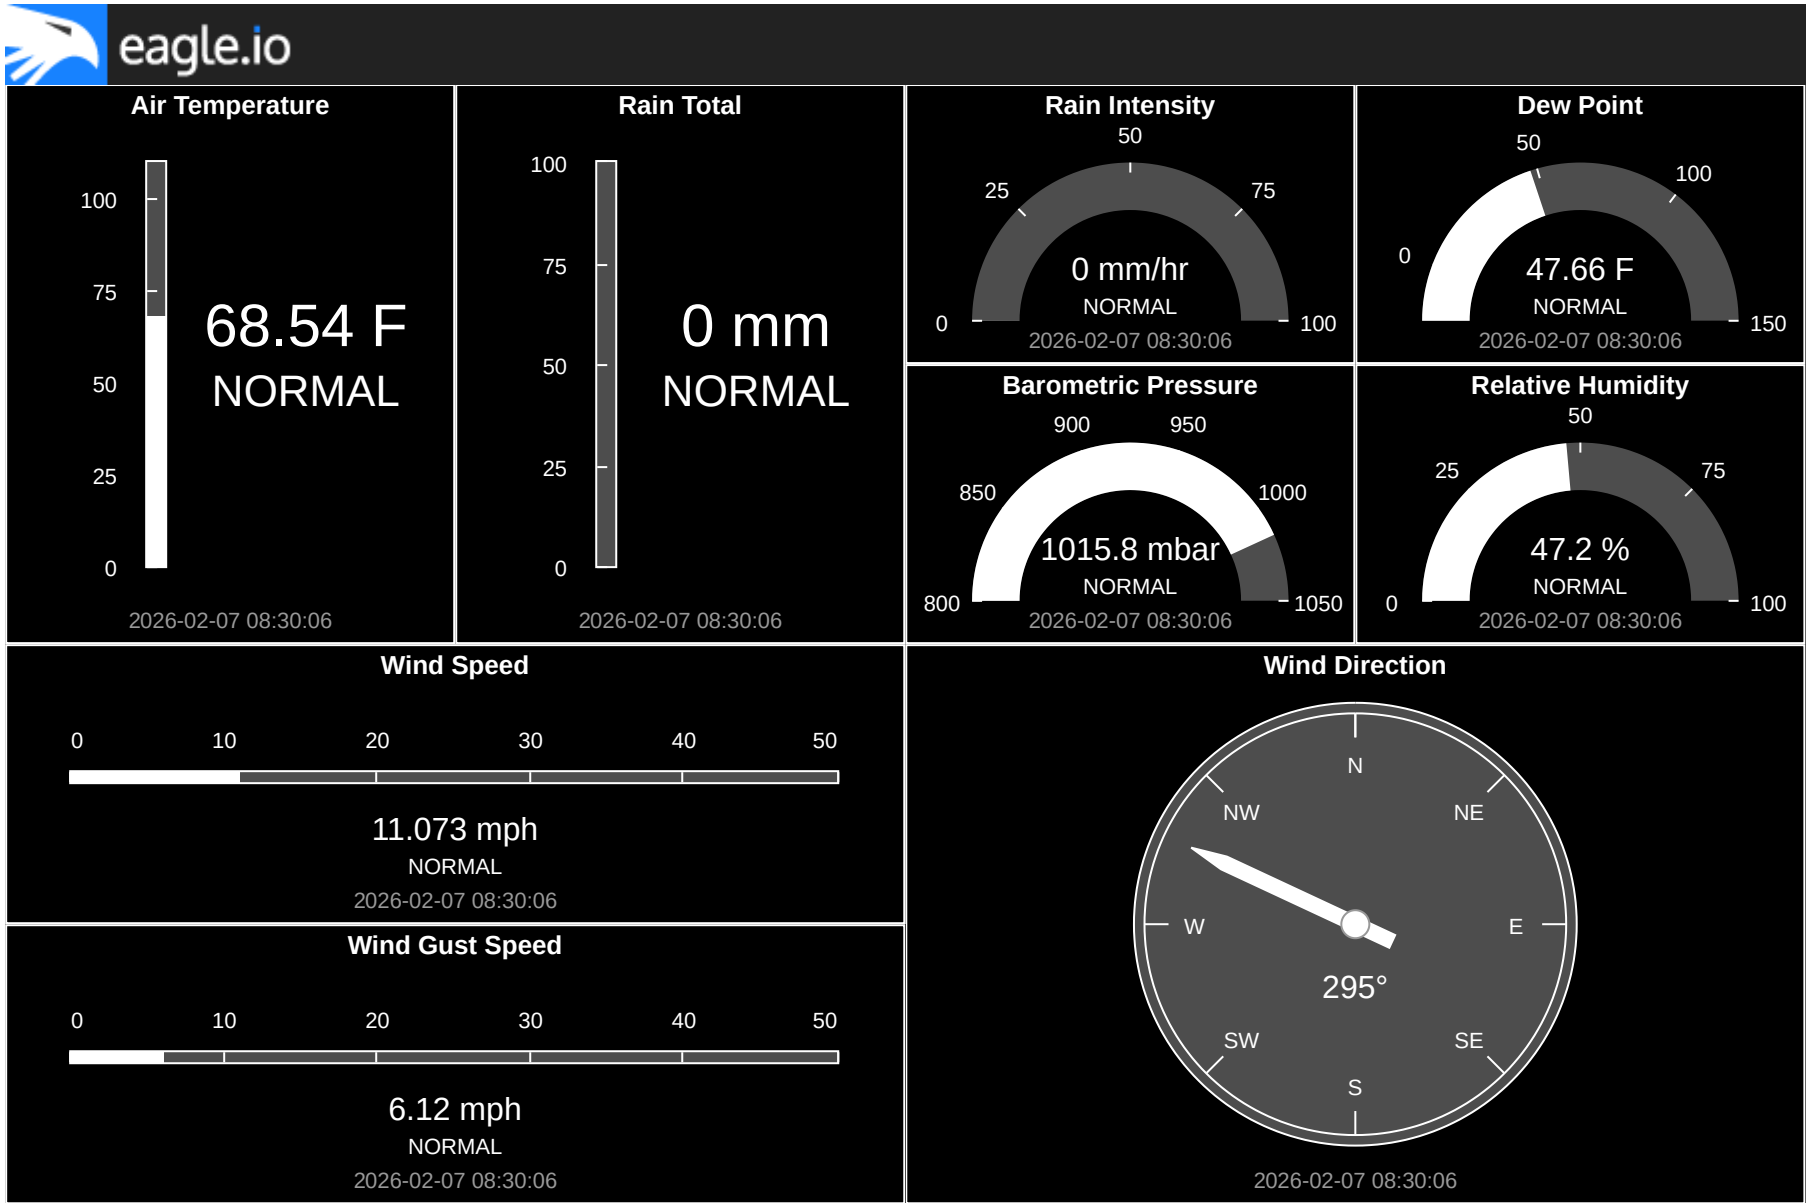 eagle.io
Air Temperature
100
75
50
25
0
68.54 F
NORMAL
2026-02-07 08:30:06
Rain Total
100
75
50
25
0
0 mm
NORMAL
2026-02-07 08:30:06
Rain Intensity
50
25
75
0
100
0 mm/hr
NORMAL
2026-02-07 08:30:06
Dew Point
50
100
0
150
47.66 F
NORMAL
2026-02-07 08:30:06
Barometric Pressure
900
950
850
1000
800
1050
1015.8 mbar
NORMAL
2026-02-07 08:30:06
Relative Humidity
50
25
75
0
100
47.2 %
NORMAL
2026-02-07 08:30:06
Wind Speed
0 10 20 30 40 50
11.073 mph
NORMAL
2026-02-07 08:30:06
Wind Gust Speed
0 10 20 30 40 50
6.12 mph
NORMAL
2026-02-07 08:30:06
Wind Direction
N
NW
NE
W
E
295°
SW
SE
S
2026-02-07 08:30:06